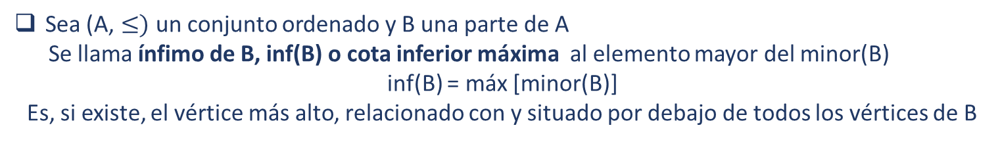 ❑ Sea (A, ≤) un conjunto ordenado y B una parte de A
Se llama ínfimo de B, inf(B) o cota inferior máxima al elemento mayor del minor(B)
inf(B) = máx [minor(B)]
Es, si existe, el vértice más alto, relacionado con y situado por debajo de todos los vértices de B